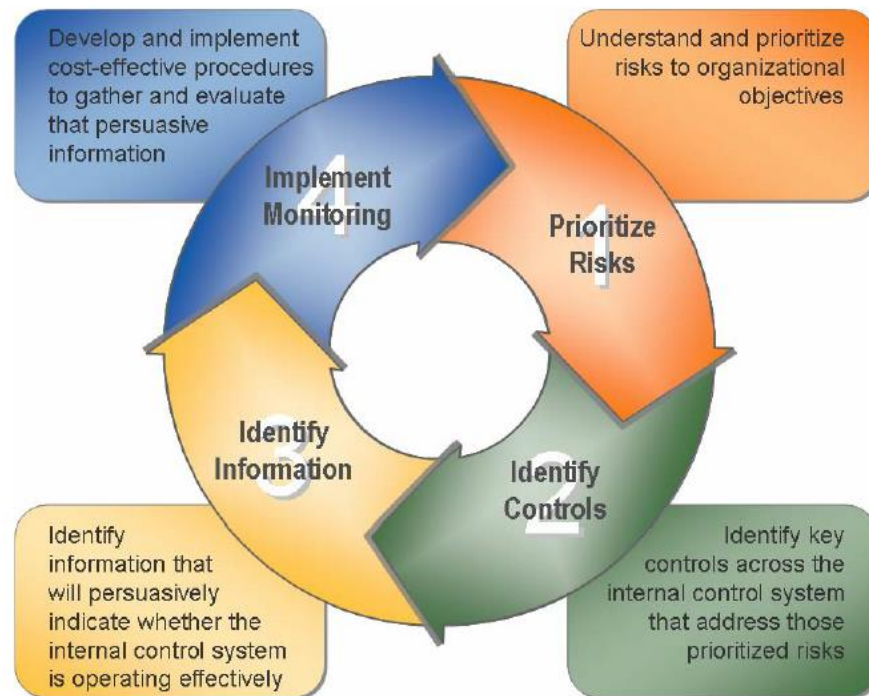 Develop and implement
cost-effective procedures
to gather and evaluate
that persuasive
information
Understand and prioritize
risks to organizational
objectives
4
Implement
Monitoring
1
Prioritize
Risks
3
Identify
Information
2
Identify
Controls
Identify
information that
will persuasively
indicate whether the
internal control system
is operating effectively
Identify key
controls across the
internal control system
that address those
prioritized risks